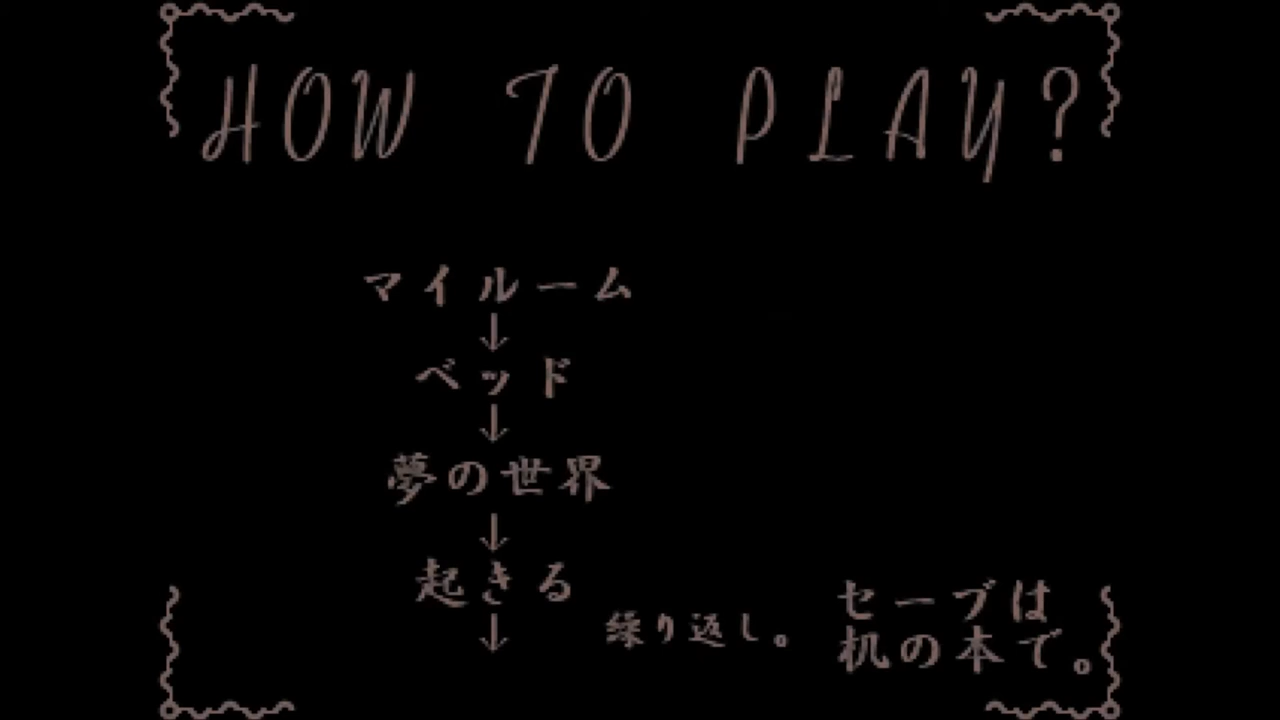 HOW TO PLAY?
マイルーム
↓
ベッド
↓
夢の世界
↓
起きる
↓
繰り返し。
セーブは
机の本で。